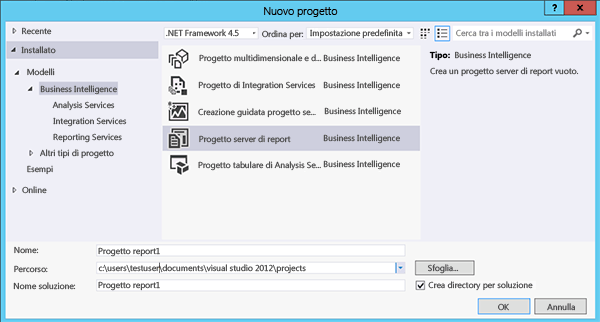 Nuovo progetto
Recente
Installato
Modelli
Business Intelligence
Analysis Services
Integration Services
Reporting Services
Altri tipi di progetto
Esempi
Online
.NET Framework 4.5 Ordina per: Impostazione predefinita
Cerca tra i modelli installati
Progetto multidimensionale e d... Business Intelligence
Progetto di Integration Services Business Intelligence
Creazione guidata progetto se... Business Intelligence
Progetto server di report Business Intelligence
Progetto tabulare di Analysis Se... Business Intelligence
Tipo: Business Intelligence
Crea un progetto server di report vuoto.
Nome: Progetto report1
Percorso: c:\users\testuser\documents\visual studio 2012\projects Sfoglia...
Nome soluzione: Progetto report1 Crea directory per soluzione
OK Annulla